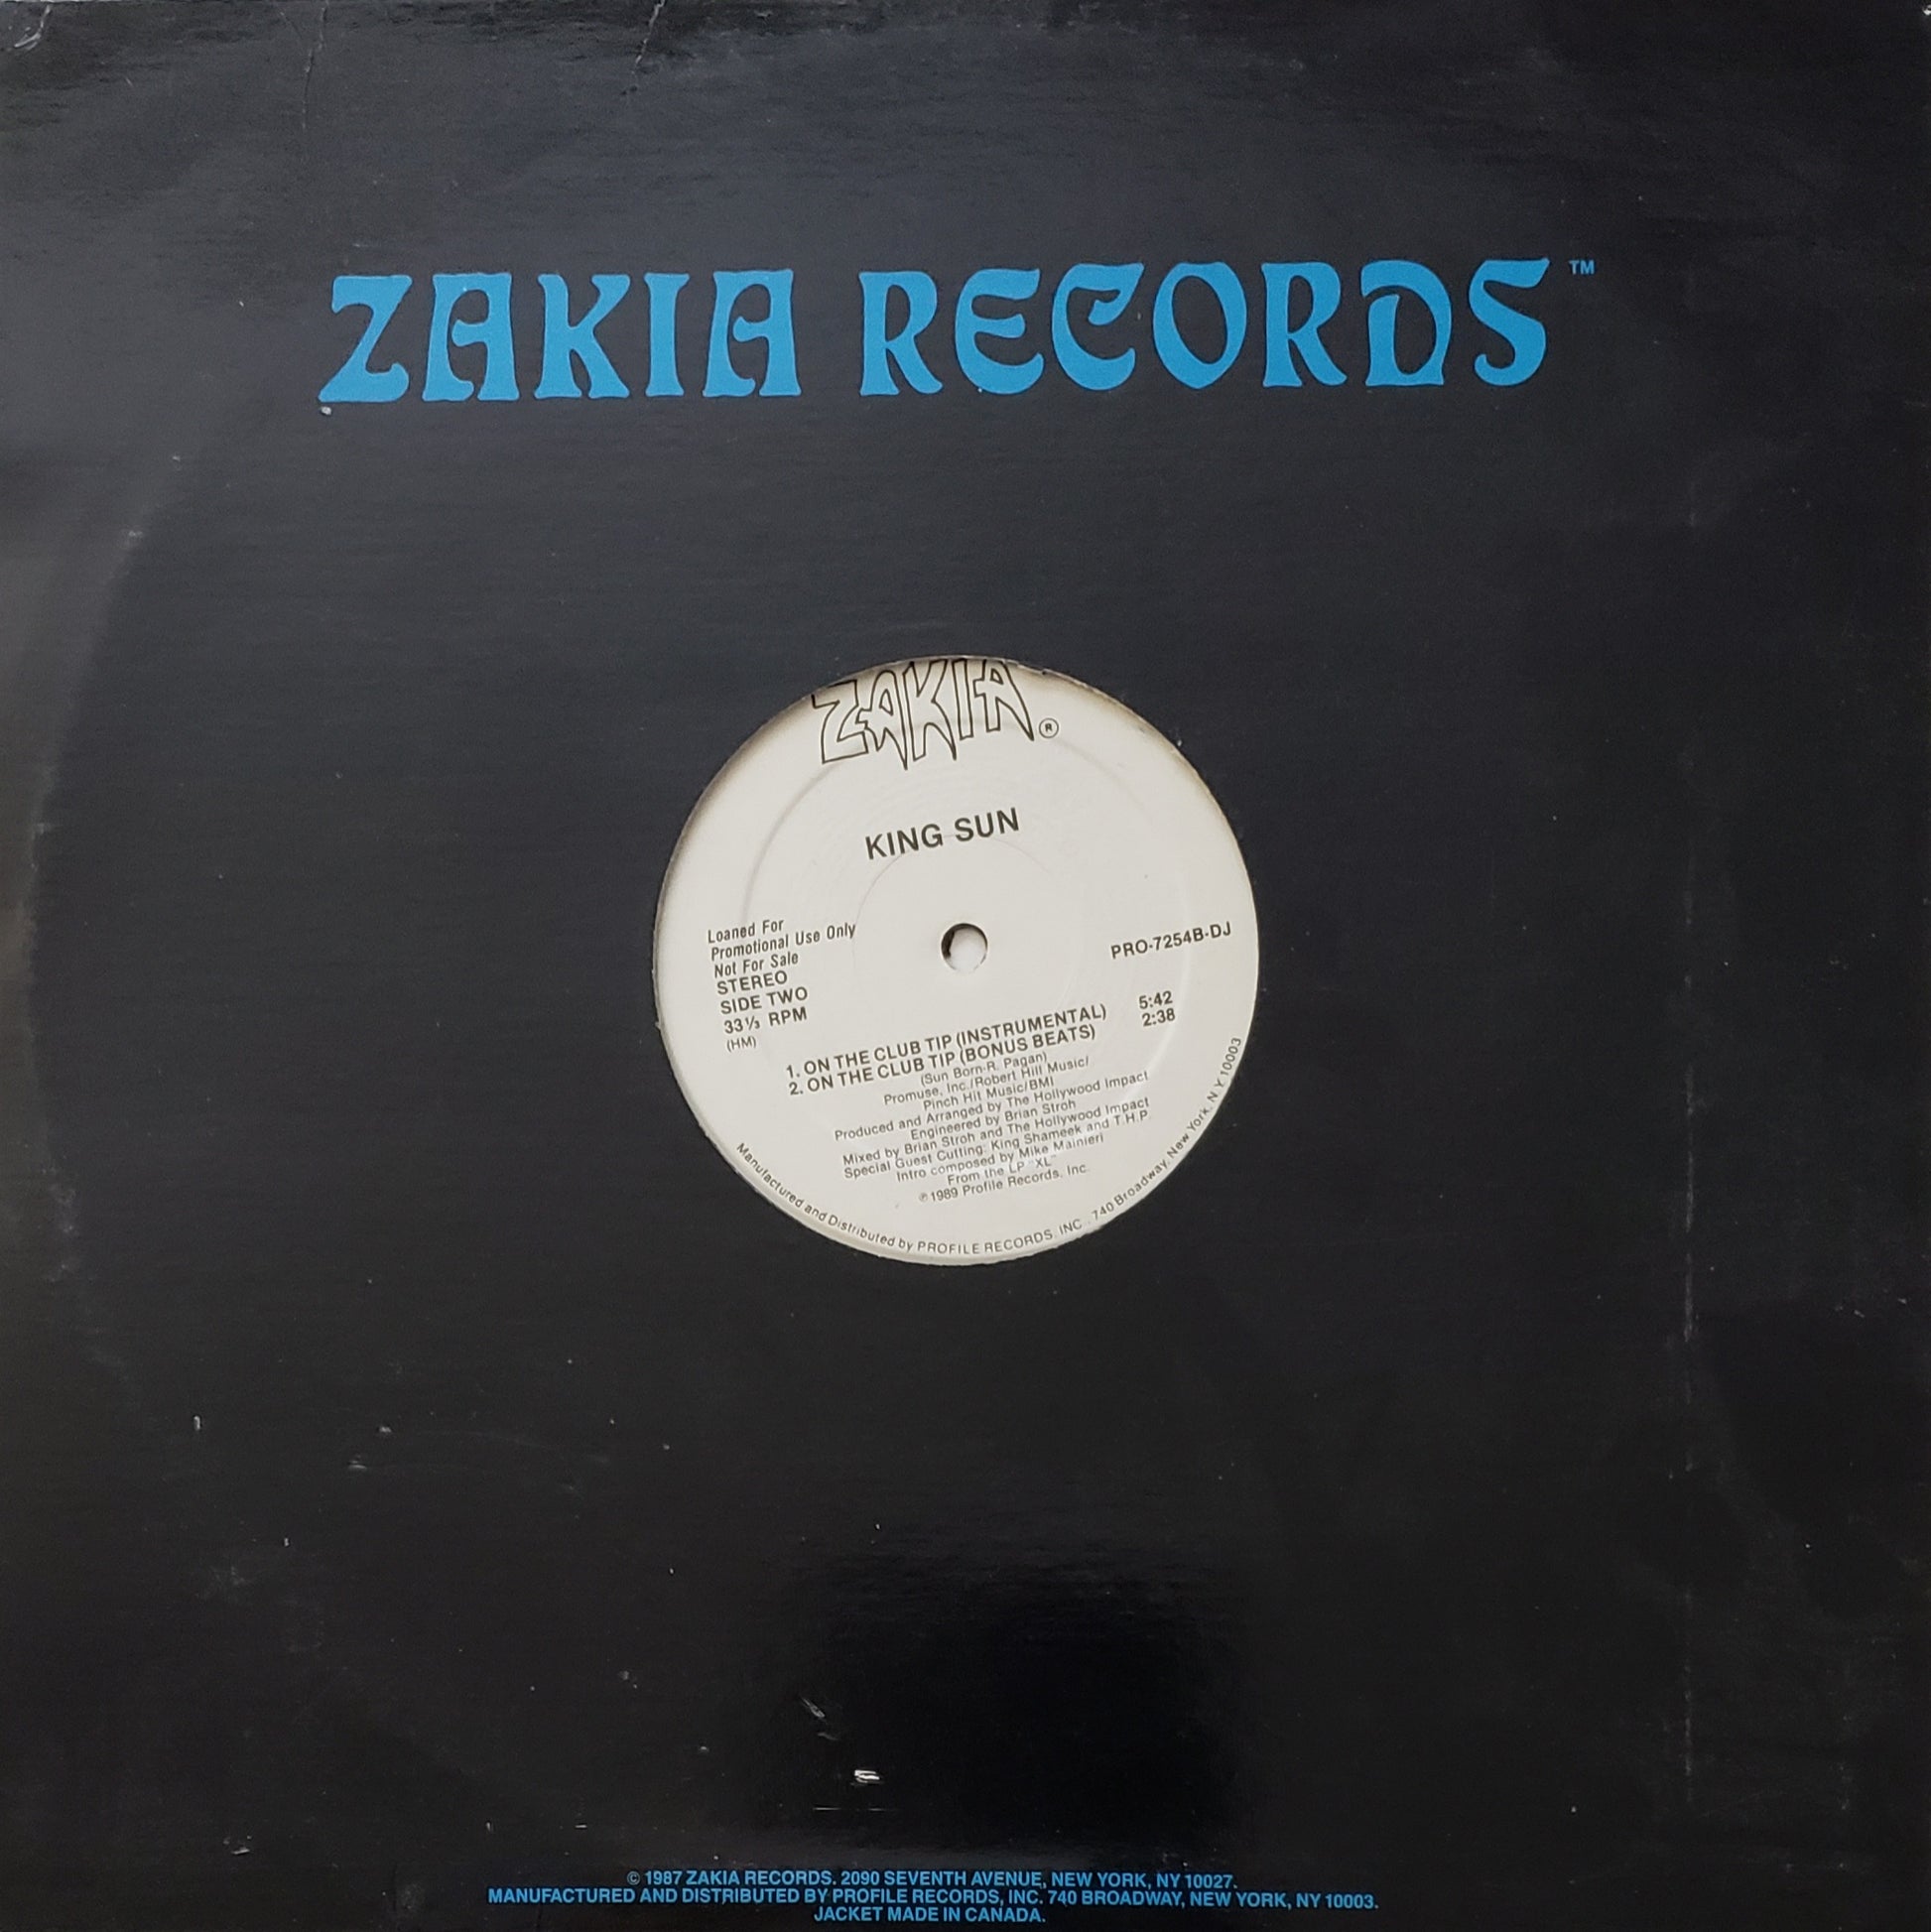 ZAKIA RECORDS™
ZAKIA®
KING SUN
Loaned For
Promotional Use Only
Not For Sale
STEREO
SIDE TWO
33⅓ RPM
(HM)
PRO-7254B-DJ
1. ON THE CLUB TIP (INSTRUMENTAL) 5:42
2. ON THE CLUB TIP (BONUS BEATS) 2:38
(Sun Born-R. Pagan)
Promuse, Inc./Robert Hill Music/
Pinch Hit Music/BMI
Produced and Arranged by The Hollywood Impact
Engineered by Brian Stroh
Mixed by Brian Stroh and The Hollywood Impact
Special Guest Cutting: King Shameek and T.H.P.
Intro composed by Mike Mainieri
From the LP "XL"
℗ 1989 Profile Records, Inc.
Manufactured and Distributed by PROFILE RECORDS, INC., 740 Broadway, New York, N.Y. 10003
© 1987 ZAKIA RECORDS. 2090 SEVENTH AVENUE, NEW YORK, NY 10027.
MANUFACTURED AND DISTRIBUTED BY PROFILE RECORDS, INC. 740 BROADWAY, NEW YORK, NY 10003.
JACKET MADE IN CANADA.